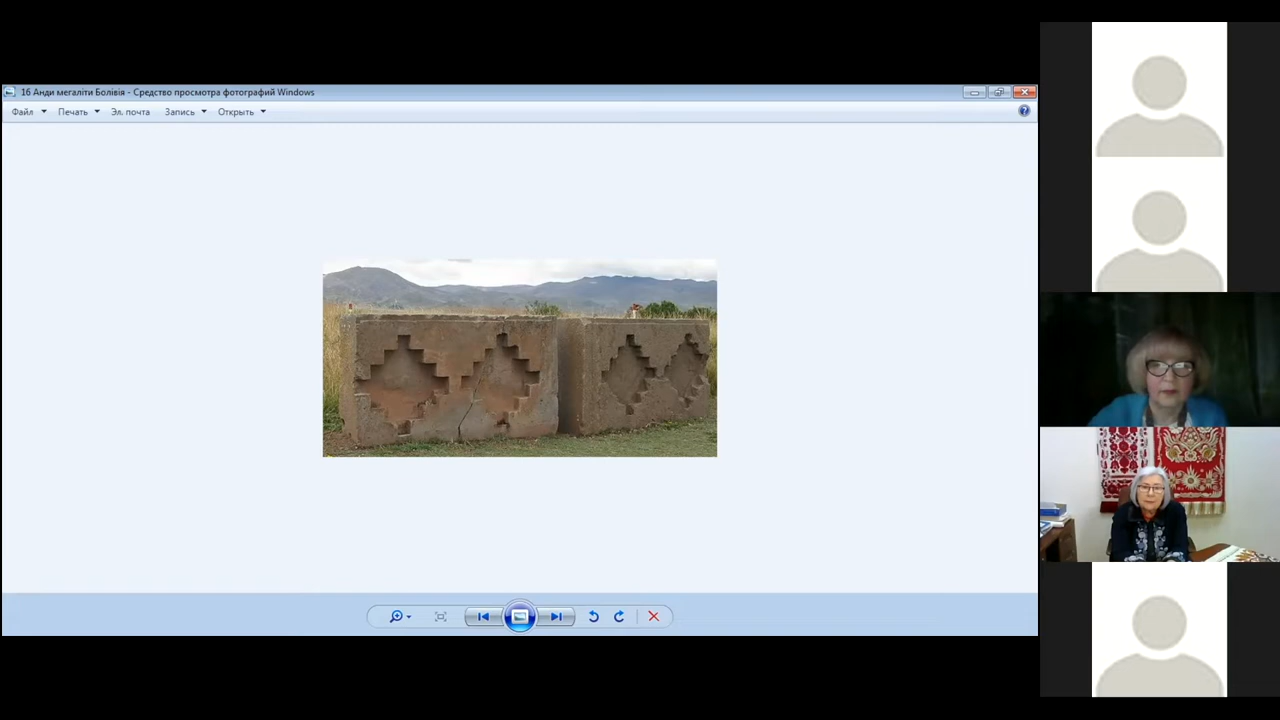 16 Анди мегаліти Болівія - Средство просмотра фотографий Windows
Файл Печать Эл. почта Запись Открыть